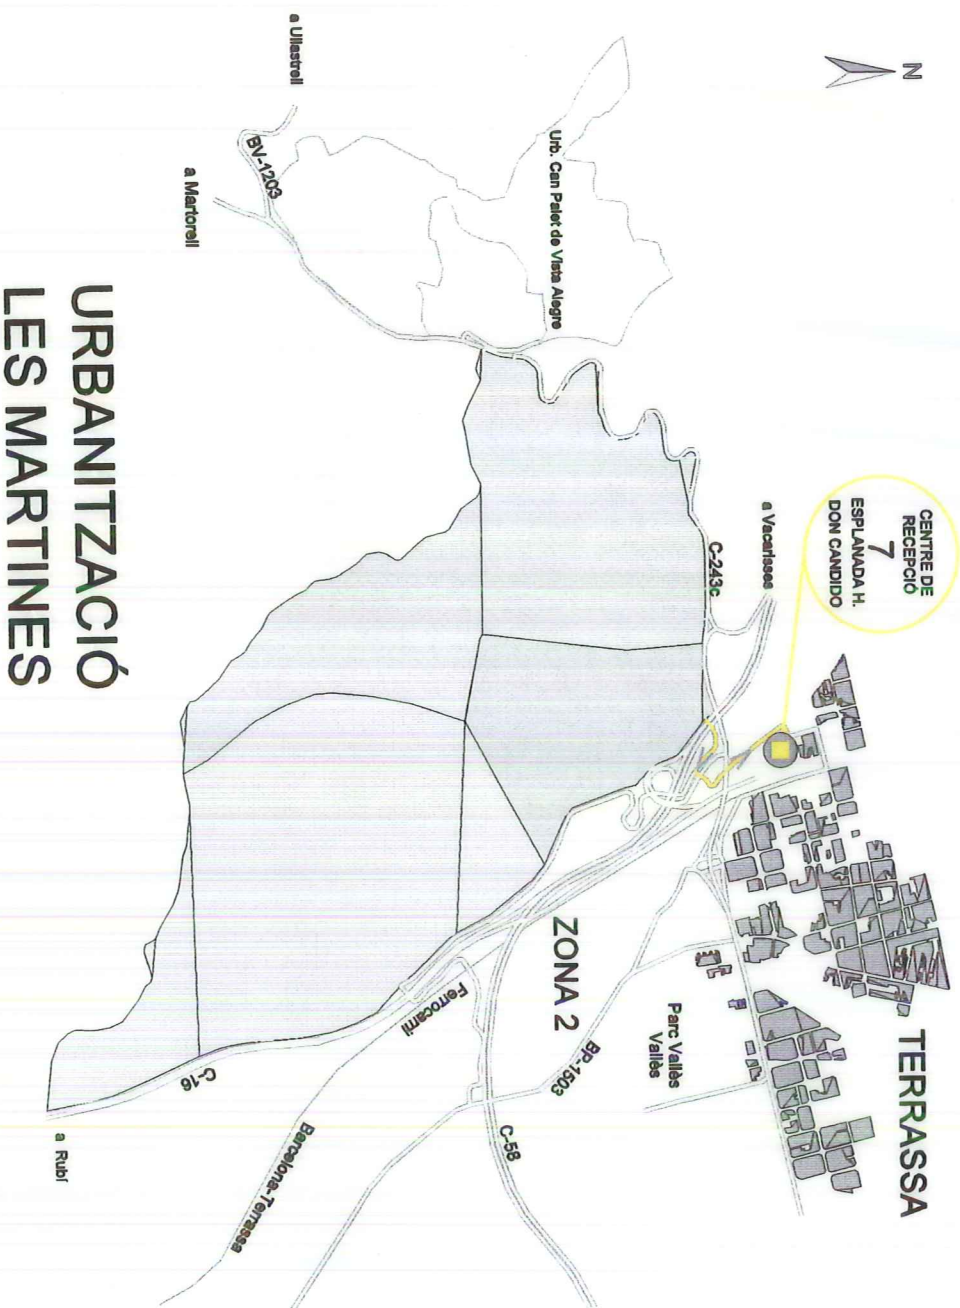 N
TERRASSA
CENTRE DE
RECEPCIÓ
7
ESPLANADA H.
DON CANDIDO
a Vacarisses
C-243c
Parc Vallès
Vallès
BP-1503
ZONA 2
C-58
Urb. Can Palet de Vista Alegre
Ferrocarril
Barcelona-Terrassa
C-16
a Rubí
a Ullastrell
BV-1203
a Martorell
URBANITZACIÓ
LES MARTINES